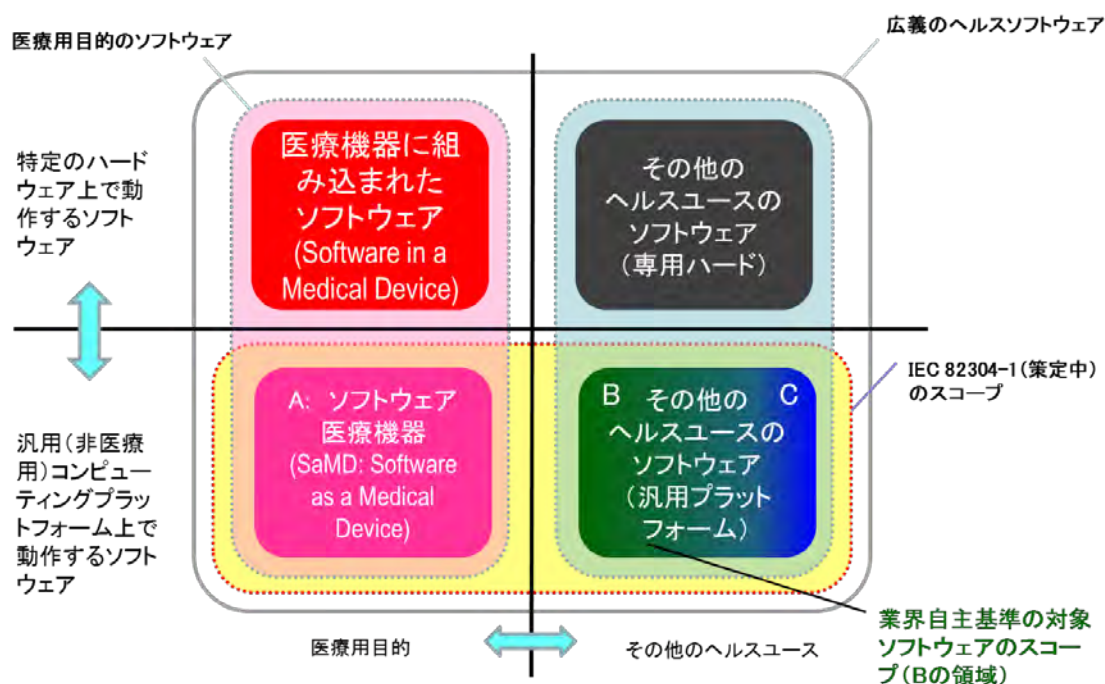 医療用目的のソフトウェア
広義のヘルスソフトウェア
特定のハード
ウェア上で動
作するソフト
ウェア
医療機器に組
み込まれた
ソフトウェア
(Software in a
Medical Device)
その他の
ヘルスユースの
ソフトウェア
(専用ハード)
IEC 82304-1(策定中)
のスコープ
汎用(非医療
用)コンピュー
ティングプラッ
トフォーム上で
動作するソフト
ウェア
A: ソフトウェア
医療機器
(SaMD: Software
as a Medical
Device)
B その他の C
ヘルスユースの
ソフトウェア
(汎用プラット
フォーム)
医療用目的
その他のヘルスユース
業界自主基準の対象
ソフトウェアのスコー
プ(Bの領域)